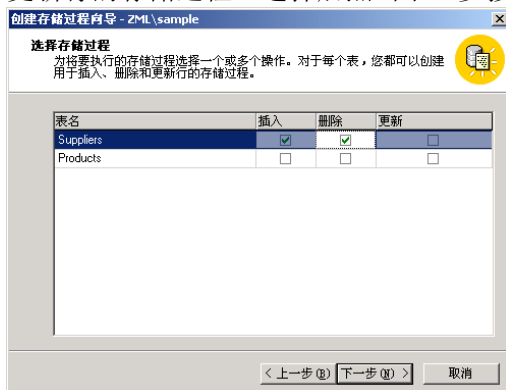 创建存储过程向导 - ZML\sample
选择存储过程
为将要执行的存储过程选择一个或多个操作。对于每个表，您都可以创建
用于插入、删除和更新行的存储过程。
表名 插入 删除 更新
Suppliers
Products
< 上一步(B) 下一步(N) > 取消